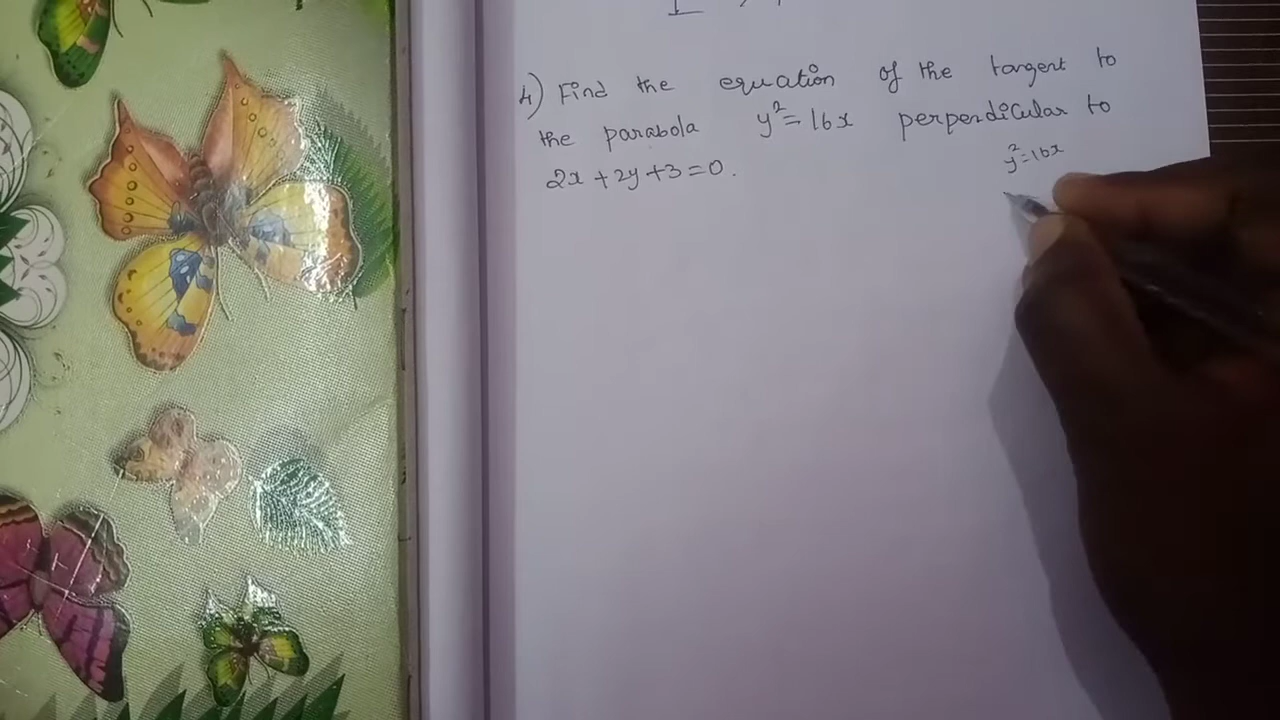 4) Find the equation of the tangent to
the parabola y²=16x perpendicular to
2x+2y+3=0.
y²=16x